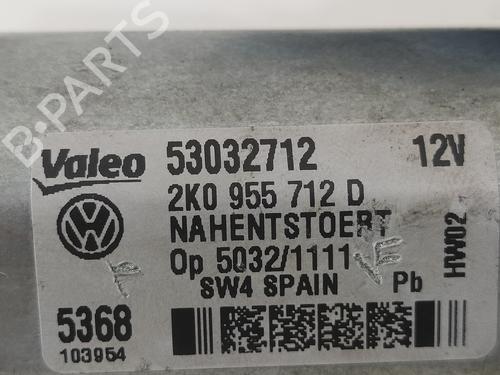 B-PARTS
Valeo 53032712 12V
2K0 955 712 D
NAHENTSTOERT
Op 5032/1111
SW4 SPAIN Pb
HW02
5368
103954